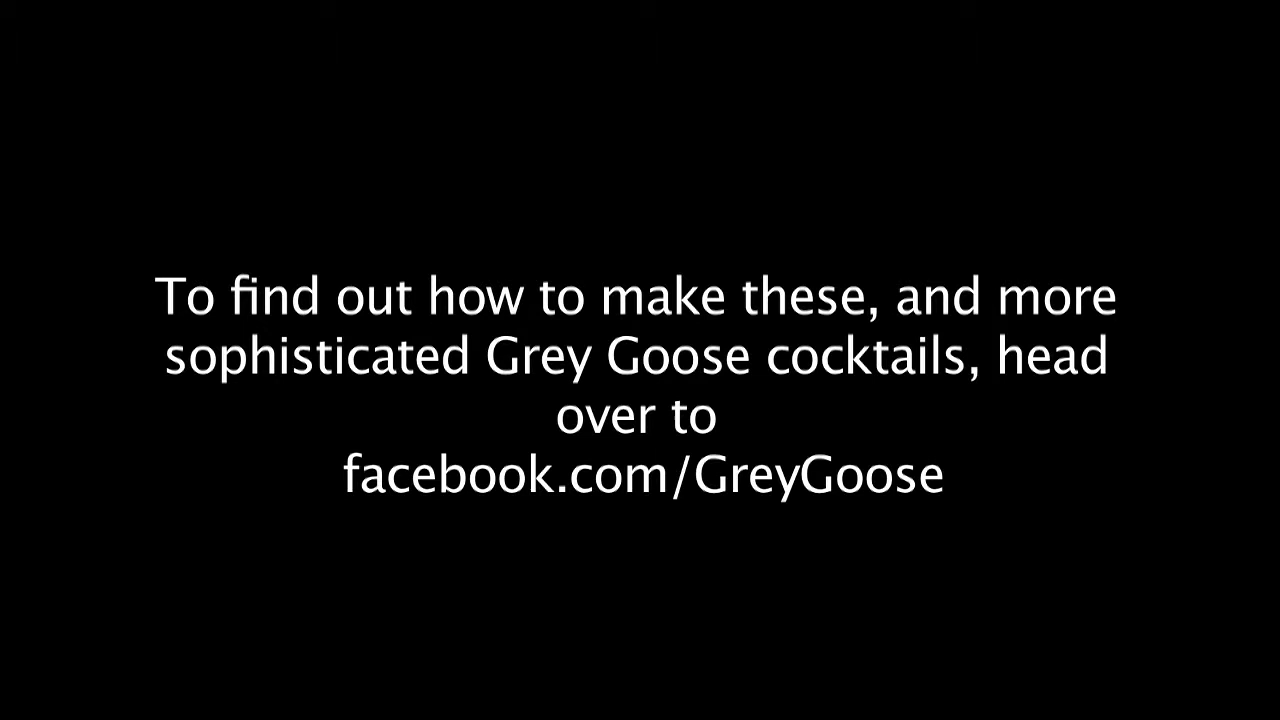 To find out how to make these, and more
sophisticated Grey Goose cocktails, head
over to
facebook.com/GreyGoose